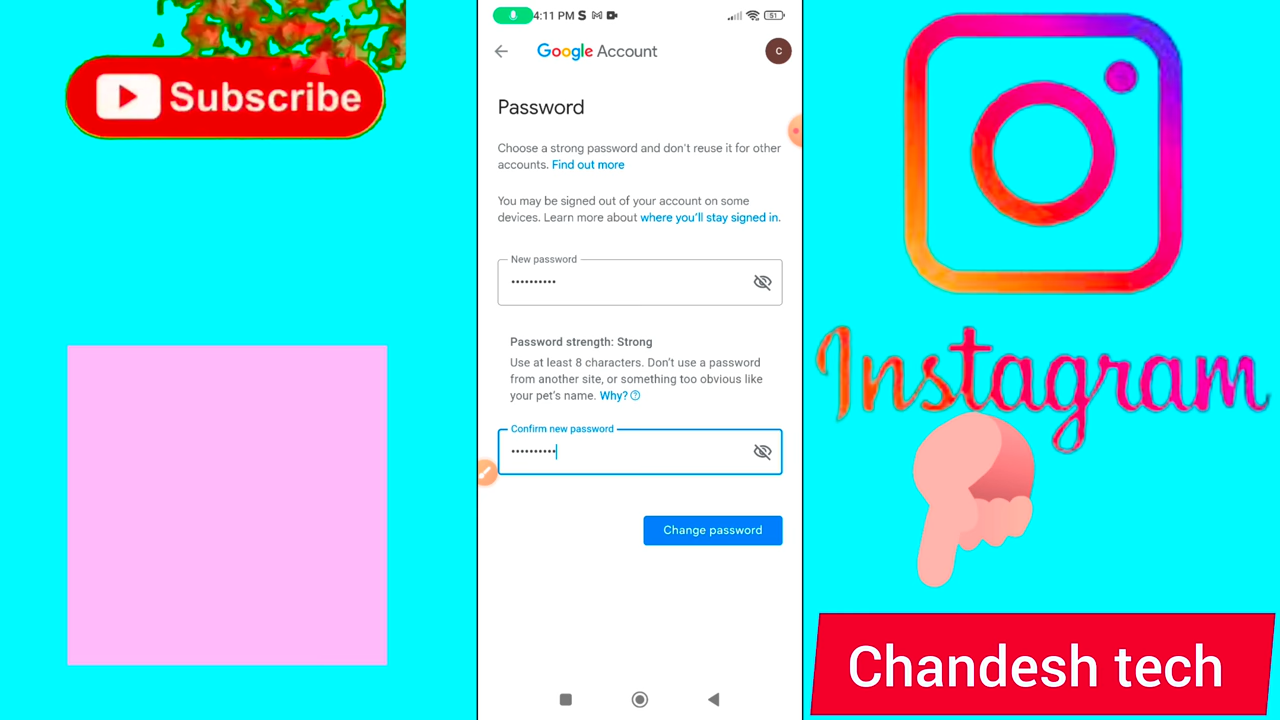 Subscribe
4:11 PM S
51
Google Account
C
Password
Choose a strong password and don't reuse it for other
accounts. Find out more
You may be signed out of your account on some
devices. Learn more about where you'll stay signed in.
New password
••••••••••
Password strength: Strong
Use at least 8 characters. Don't use a password
from another site, or something too obvious like
your pet's name. Why?
Confirm new password
••••••••••
Change password
Instagram
Chandesh tech